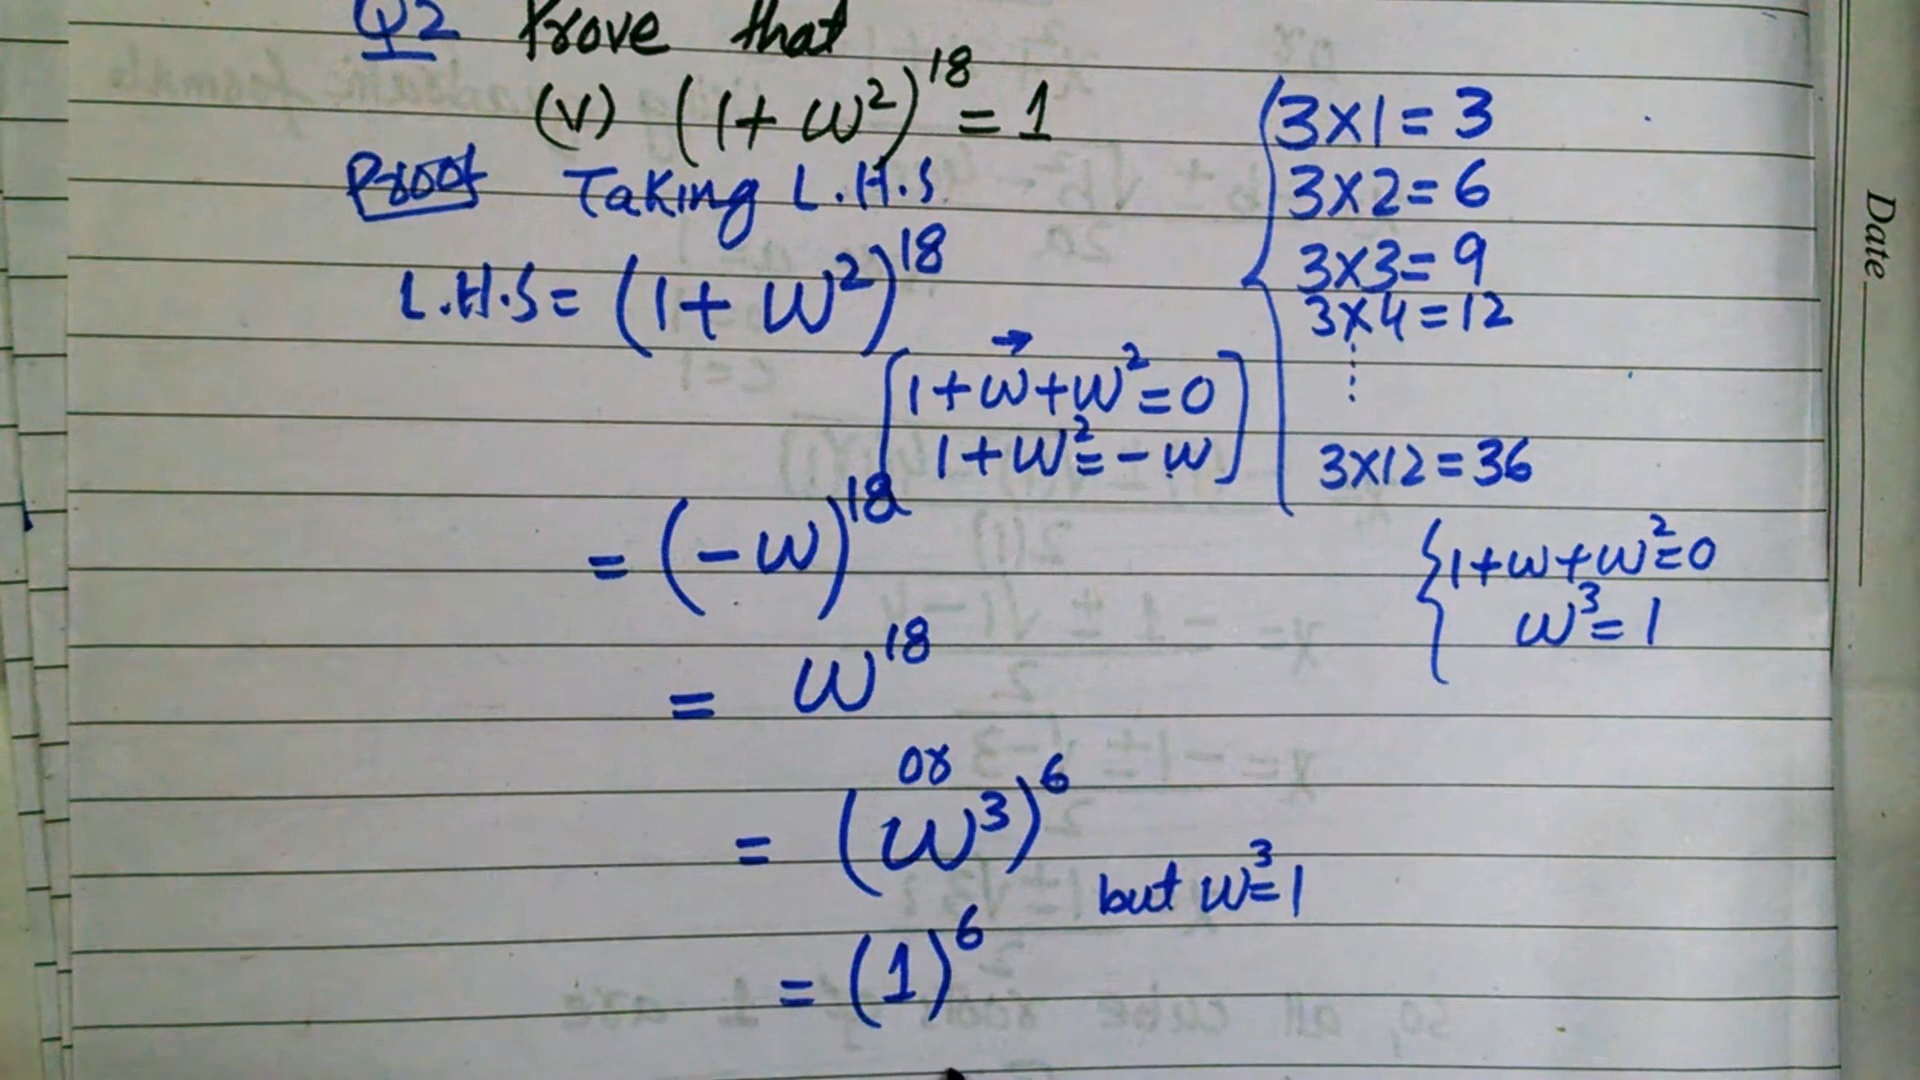 Q2 Prove that
(v) (1+ω²)¹⁸ = 1
Proof Taking L.H.S
L.H.S = (1+ω²)¹⁸
[1+ω+ω²=0
1+ω²=-ω]
= (-ω)¹⁸
= ω¹⁸
or
= (ω³)⁶
but ω³=1
= (1)⁶
3×1=3
3×2=6
3×3=9
3×4=12
⋮
3×12=36
{1+ω+ω²=0
ω³=1
Date